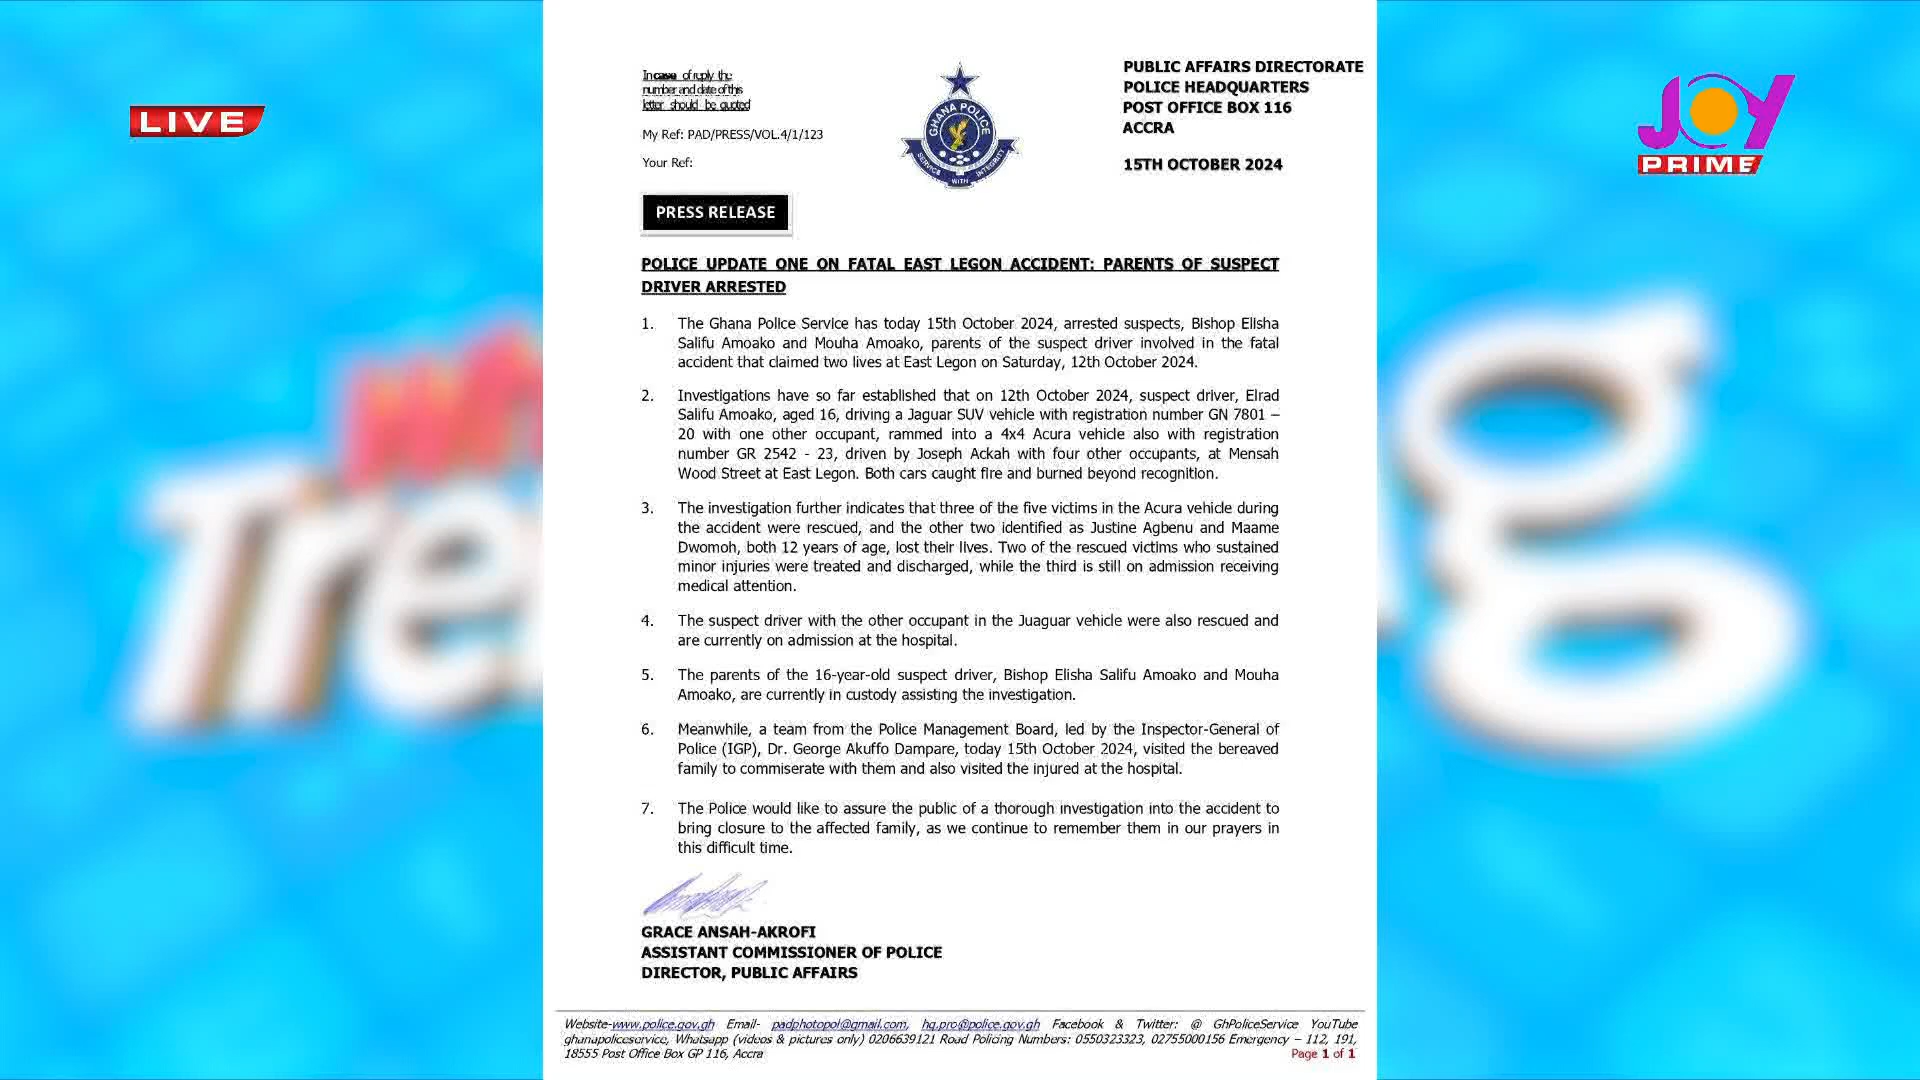 LIVE
In case of reply the
number and date of this
letter should be quoted
My Ref: PAD/PRESS/VOL.4/1/123
Your Ref:
GHANA POLICE
SERVICE WITH INTEGRITY
PUBLIC AFFAIRS DIRECTORATE
POLICE HEADQUARTERS
POST OFFICE BOX 116
ACCRA
15TH OCTOBER 2024
JOY
PRIME
PRESS RELEASE
POLICE UPDATE ONE ON FATAL EAST LEGON ACCIDENT: PARENTS OF SUSPECT
DRIVER ARRESTED
1. The Ghana Police Service has today 15th October 2024, arrested suspects, Bishop Elisha
Salifu Amoako and Mouha Amoako, parents of the suspect driver involved in the fatal
accident that claimed two lives at East Legon on Saturday, 12th October 2024.
2. Investigations have so far established that on 12th October 2024, suspect driver, Elrad
Salifu Amoako, aged 16, driving a Jaguar SUV vehicle with registration number GN 7801 –
20 with one other occupant, rammed into a 4x4 Acura vehicle also with registration
number GR 2542 - 23, driven by Joseph Ackah with four other occupants, at Mensah
Wood Street at East Legon. Both cars caught fire and burned beyond recognition.
3. The investigation further indicates that three of the five victims in the Acura vehicle during
the accident were rescued, and the other two identified as Justine Agbenu and Maame
Dwomoh, both 12 years of age, lost their lives. Two of the rescued victims who sustained
minor injuries were treated and discharged, while the third is still on admission receiving
medical attention.
4. The suspect driver with the other occupant in the Juaguar vehicle were also rescued and
are currently on admission at the hospital.
5. The parents of the 16-year-old suspect driver, Bishop Elisha Salifu Amoako and Mouha
Amoako, are currently in custody assisting the investigation.
6. Meanwhile, a team from the Police Management Board, led by the Inspector-General of
Police (IGP), Dr. George Akuffo Dampare, today 15th October 2024, visited the bereaved
family to commiserate with them and also visited the injured at the hospital.
7. The Police would like to assure the public of a thorough investigation into the accident to
bring closure to the affected family, as we continue to remember them in our prayers in
this difficult time.
GRACE ANSAH-AKROFI
ASSISTANT COMMISSIONER OF POLICE
DIRECTOR, PUBLIC AFFAIRS
Website-www.police.gov.gh Email- padphotopol@gmail.com, hq.pro@police.gov.gh Facebook & Twitter: @ GhPoliceService YouTube
ghanapoliceservice, Whatsapp (videos & pictures only) 0206639121 Road Policing Numbers: 0550323323, 02755000156 Emergency – 112, 191,
18555 Post Office Box GP 116, Accra
Page 1 of 1
Tre
g